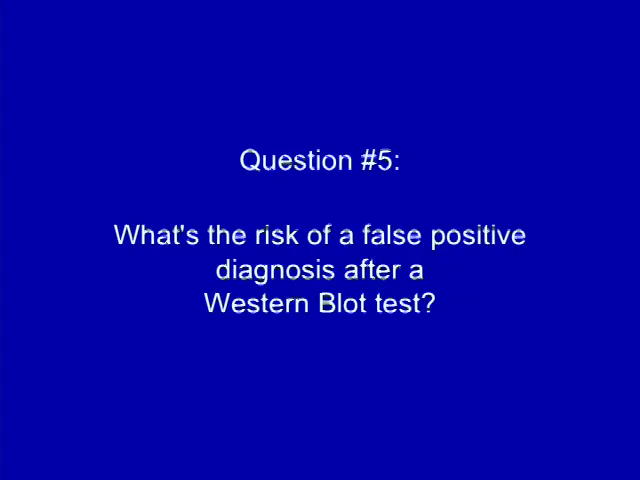 Question #5:
What's the risk of a false positive
diagnosis after a
Western Blot test?